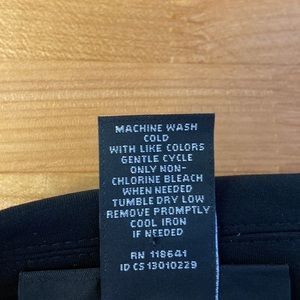 MACHINE WASH
COLD
WITH LIKE COLORS
GENTLE CYCLE
ONLY NON-
CHLORINE BLEACH
WHEN NEEDED
TUMBLE DRY LOW
REMOVE PROMPTLY
COOL IRON
IF NEEDED
RN 118641
ID CS 13010229